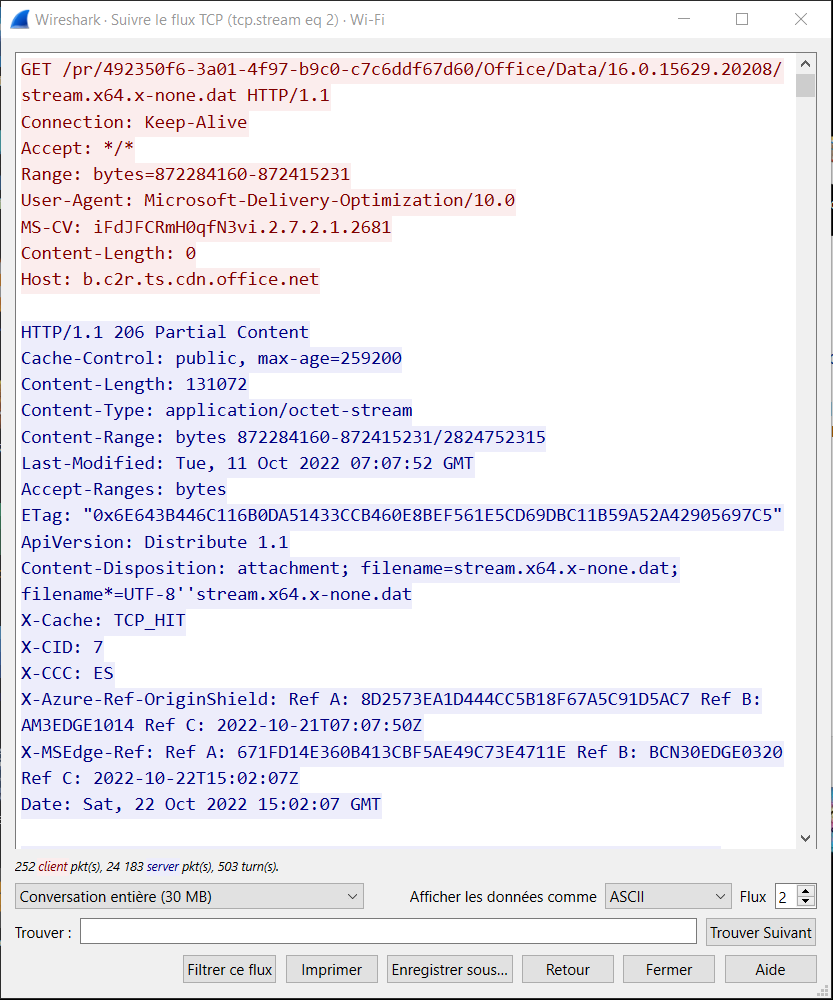 Wireshark · Suivre le flux TCP (tcp.stream eq 2) · Wi-Fi
GET /pr/492350f6-3a01-4f97-b9c0-c7c6ddf67d60/Office/Data/16.0.15629.20208/
stream.x64.x-none.dat HTTP/1.1
Connection: Keep-Alive
Accept: */*
Range: bytes=872284160-872415231
User-Agent: Microsoft-Delivery-Optimization/10.0
MS-CV: iFdJFCRmH0qfN3vi.2.7.2.1.2681
Content-Length: 0
Host: b.c2r.ts.cdn.office.net
HTTP/1.1 206 Partial Content
Cache-Control: public, max-age=259200
Content-Length: 131072
Content-Type: application/octet-stream
Content-Range: bytes 872284160-872415231/2824752315
Last-Modified: Tue, 11 Oct 2022 07:07:52 GMT
Accept-Ranges: bytes
ETag: "0x6E643B446C116B0DA51433CCB460E8BEF561E5CD69DBC11B59A52A42905697C5"
ApiVersion: Distribute 1.1
Content-Disposition: attachment; filename=stream.x64.x-none.dat;
filename*=UTF-8''stream.x64.x-none.dat
X-Cache: TCP_HIT
X-CID: 7
X-CCC: ES
X-Azure-Ref-OriginShield: Ref A: 8D2573EA1D444CC5B18F67A5C91D5AC7 Ref B:
AM3EDGE1014 Ref C: 2022-10-21T07:07:50Z
X-MSEdge-Ref: Ref A: 671FD14E360B413CBF5AE49C73E4711E Ref B: BCN30EDGE0320
Ref C: 2022-10-22T15:02:07Z
Date: Sat, 22 Oct 2022 15:02:07 GMT
252 client pkt(s), 24 183 server pkt(s), 503 turn(s).
Conversation entière (30 MB) Afficher les données comme ASCII Flux 2
Trouver : Trouver Suivant
Filtrer ce flux Imprimer Enregistrer sous... Retour Fermer Aide